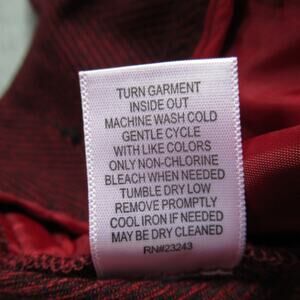 TURN GARMENT
INSIDE OUT
MACHINE WASH COLD
GENTLE CYCLE
WITH LIKE COLORS
ONLY NON-CHLORINE
BLEACH WHEN NEEDED
TUMBLE DRY LOW
REMOVE PROMPTLY
COOL IRON IF NEEDED
MAY BE DRY CLEANED
RN#23243